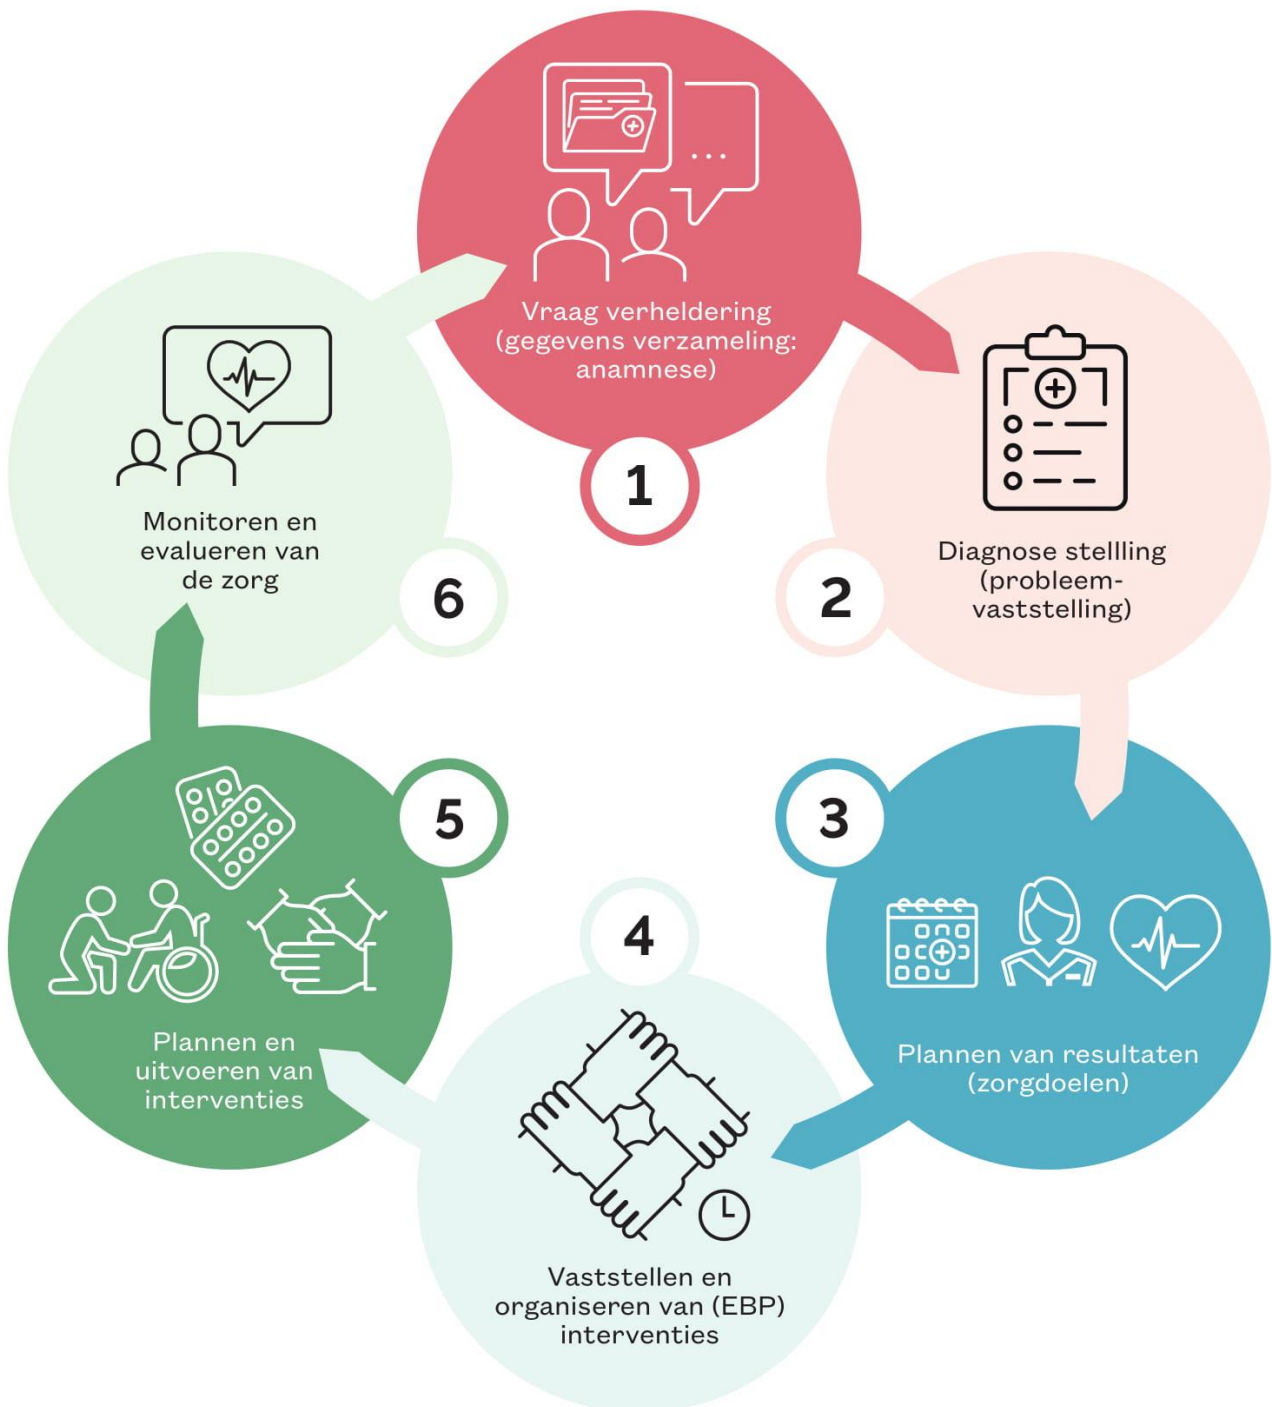 Vraag verheldering
(gegevens verzameling:
anamnese)
1
Diagnose stellling
(probleem-
vaststelling)
2
3
Plannen van resultaten
(zorgdoelen)
4
Vaststellen en
organiseren van (EBP)
interventies
5
Plannen en
uitvoeren van
interventies
Monitoren en
evalueren van
de zorg
6